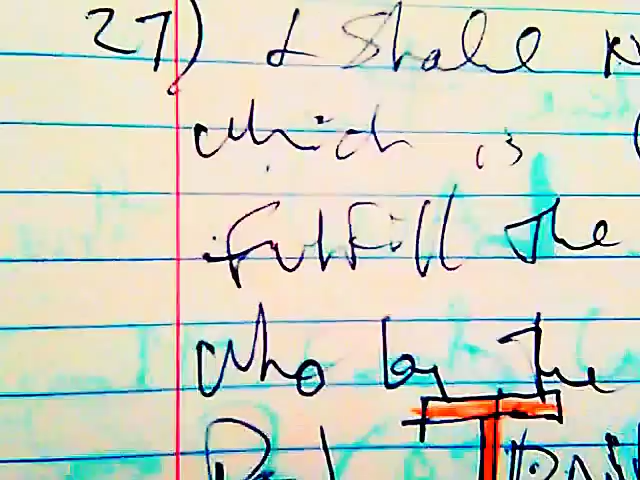 27) & Shall
which is
fulfill the
who by the